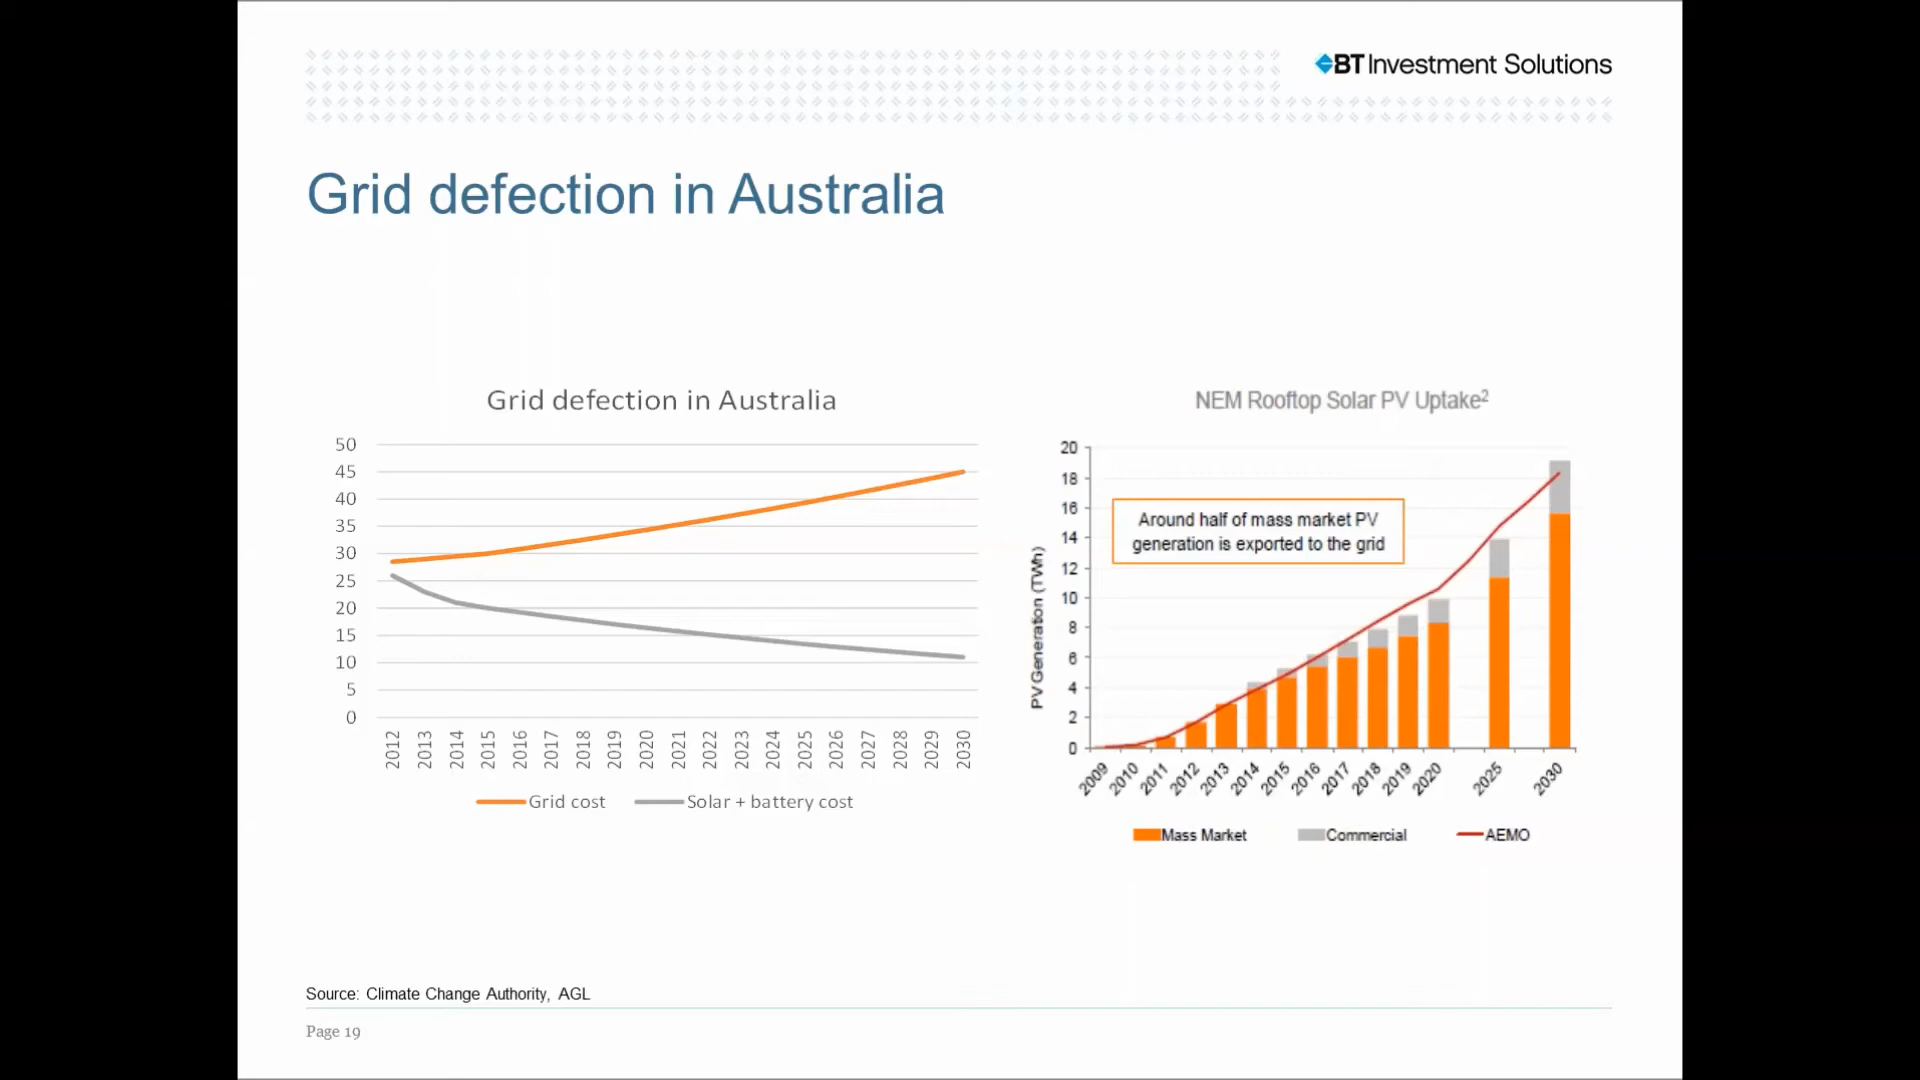 BT Investment Solutions
Grid defection in Australia
Grid defection in Australia
50
45
40
35
30
25
20
15
10
5
0
2012 2013 2014 2015 2016 2017 2018 2019 2020 2021 2022 2023 2024 2025 2026 2027 2028 2029 2030
Grid cost Solar + battery cost
NEM Rooftop Solar PV Uptake²
PV Generation (TWh)
20
18
16
14
12
10
8
6
4
2
0
Around half of mass market PV
generation is exported to the grid
2009 2010 2011 2012 2013 2014 2015 2016 2017 2018 2019 2020 2025 2030
Mass Market Commercial AEMO
Source: Climate Change Authority, AGL
Page 19